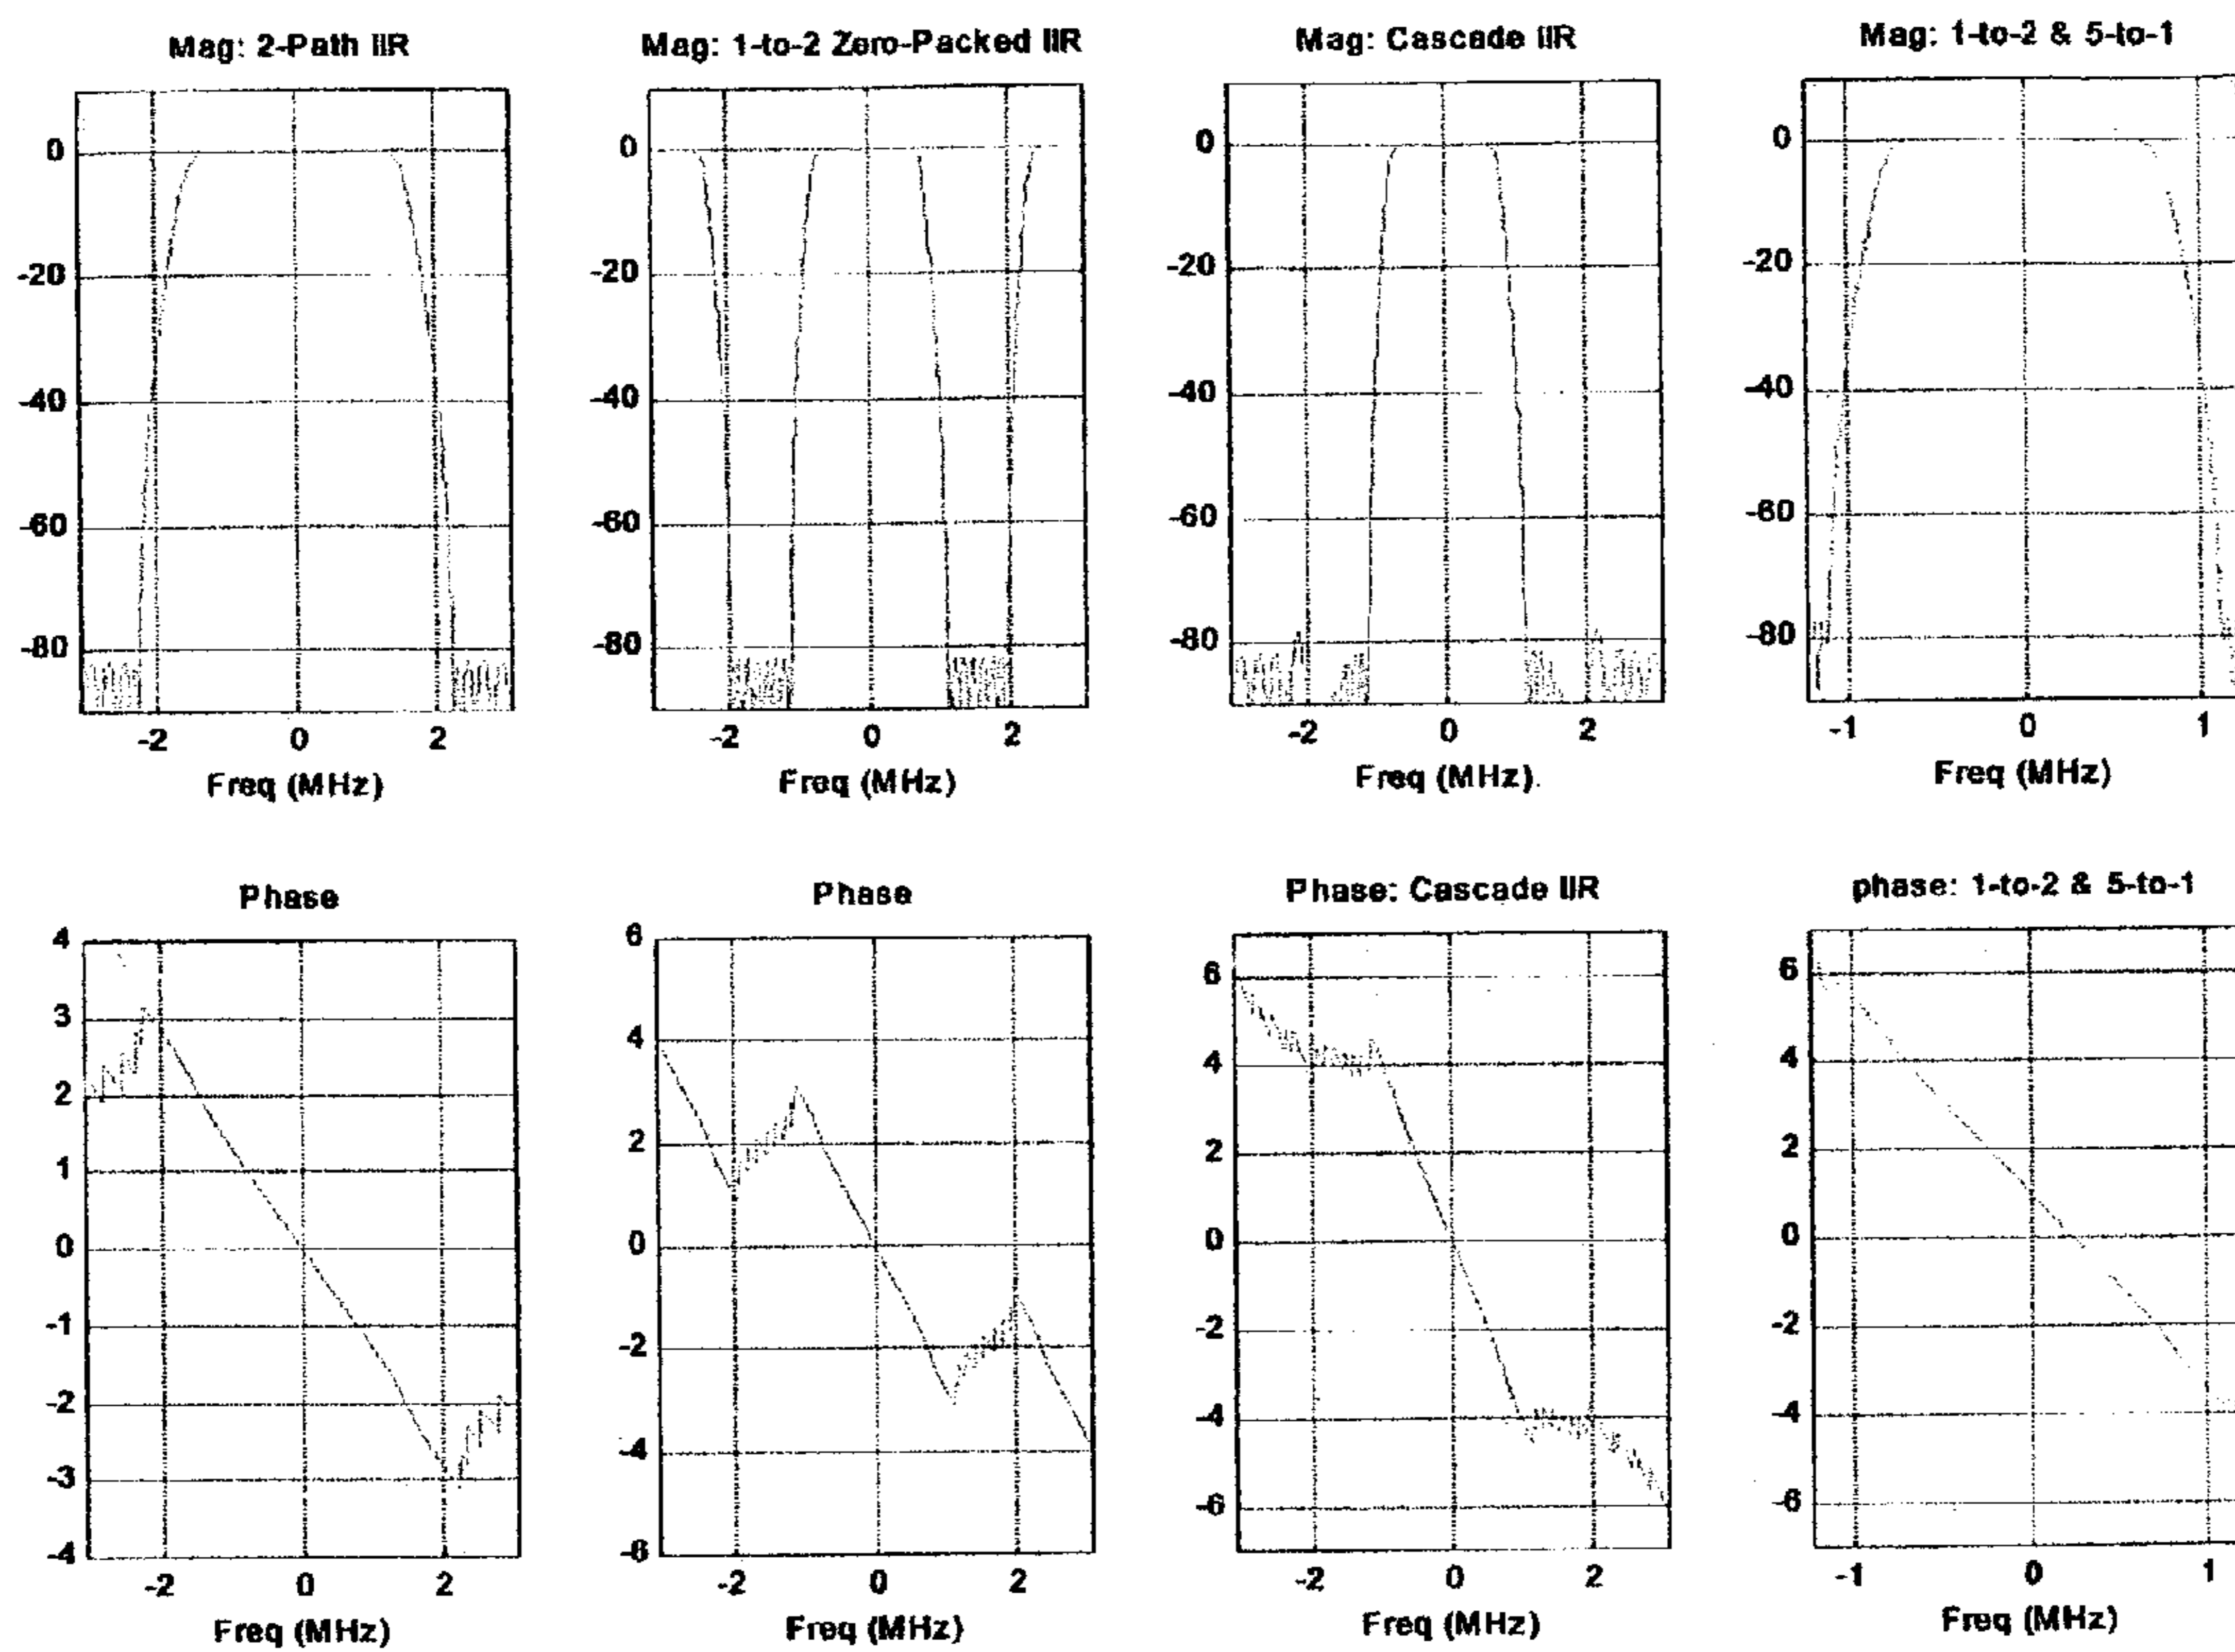 Mag: 2-Path IIR
0
-20
-40
-60
-80
-2 0 2
Freq (MHz)
Mag: 1-to-2 Zero-Packed IIR
0
-20
-40
-60
-80
-2 0 2
Freq (MHz)
Mag: Cascade IIR
0
-20
-40
-60
-80
-2 0 2
Freq (MHz).
Mag: 1-to-2 & 5-to-1
0
-20
-40
-60
-80
-1 0 1
Freq (MHz)
Phase
4
3
2
1
0
-1
-2
-3
-4
-2 0 2
Freq (MHz)
Phase
6
4
2
0
-2
-4
-6
-2 0 2
Freq (MHz)
Phase: Cascade IIR
6
4
2
0
-2
-4
-6
-2 0 2
Freq (MHz)
phase: 1-to-2 & 5-to-1
6
4
2
0
-2
-4
-6
-1 0 1
Freq (MHz)